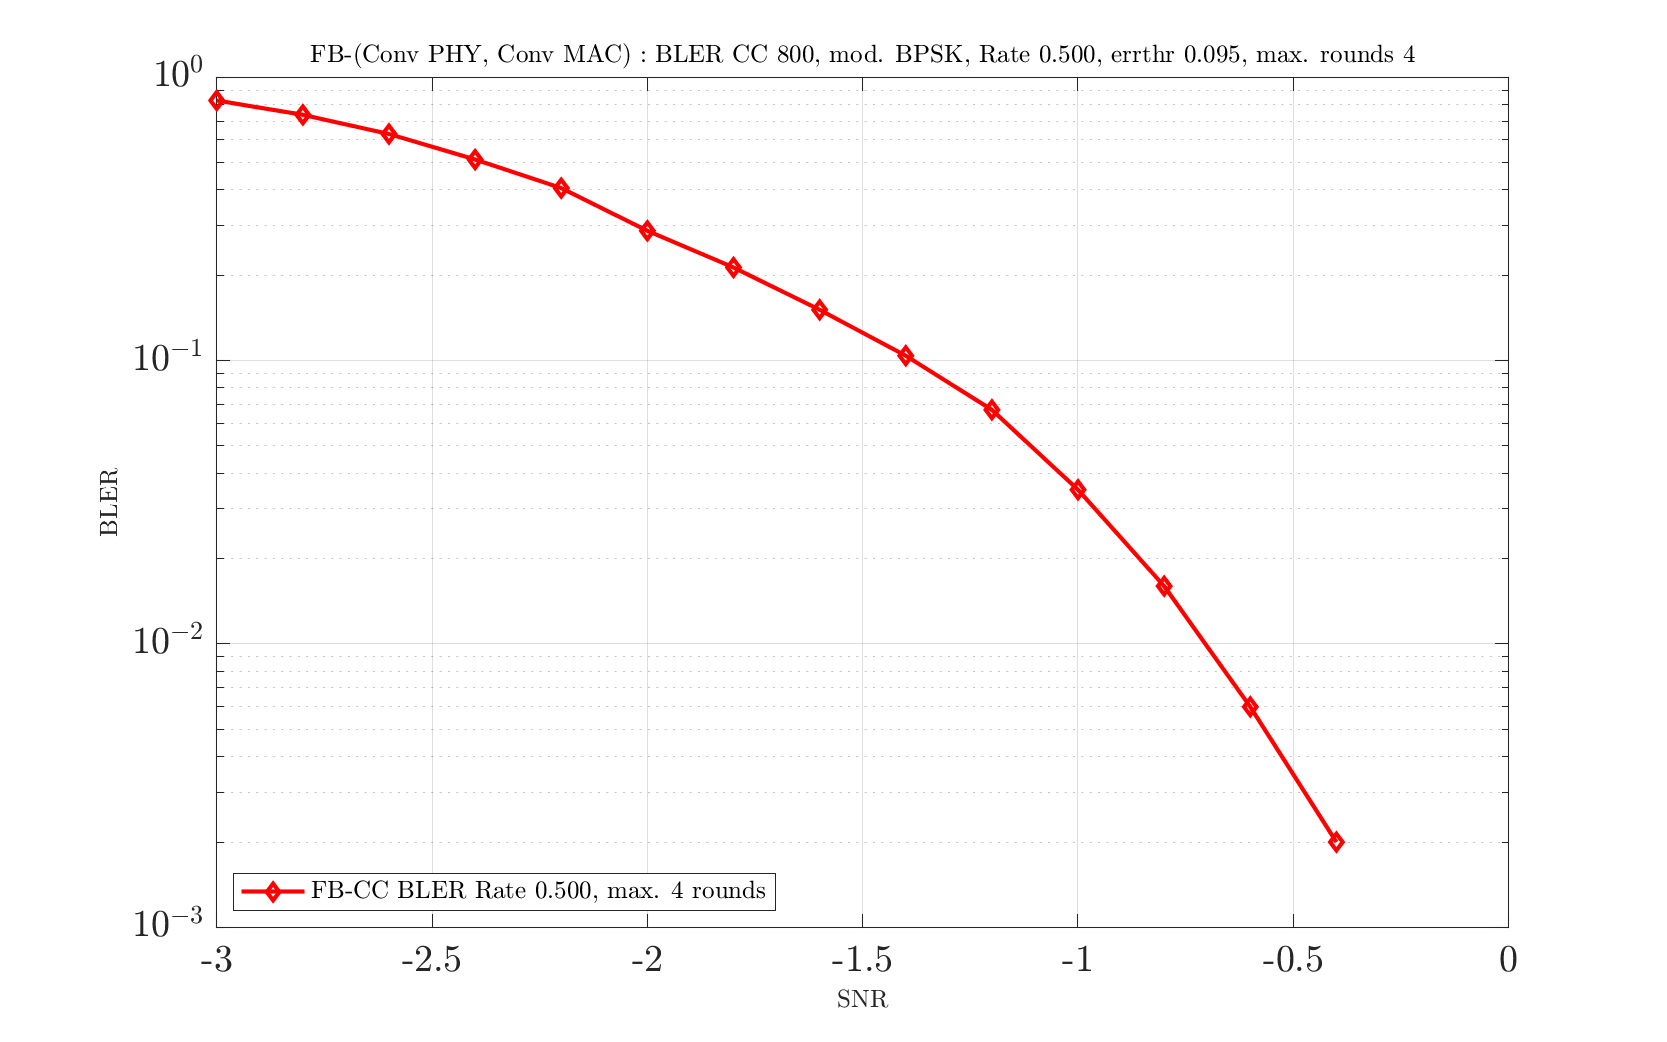 FB-(Conv PHY, Conv MAC) : BLER CC 800, mod. BPSK, Rate 0.500, errthr 0.095, max. rounds 4
10^0
10^-1
10^-2
10^-3
BLER
FB-CC BLER Rate 0.500, max. 4 rounds
-3 -2.5 -2 -1.5 -1 -0.5 0
SNR